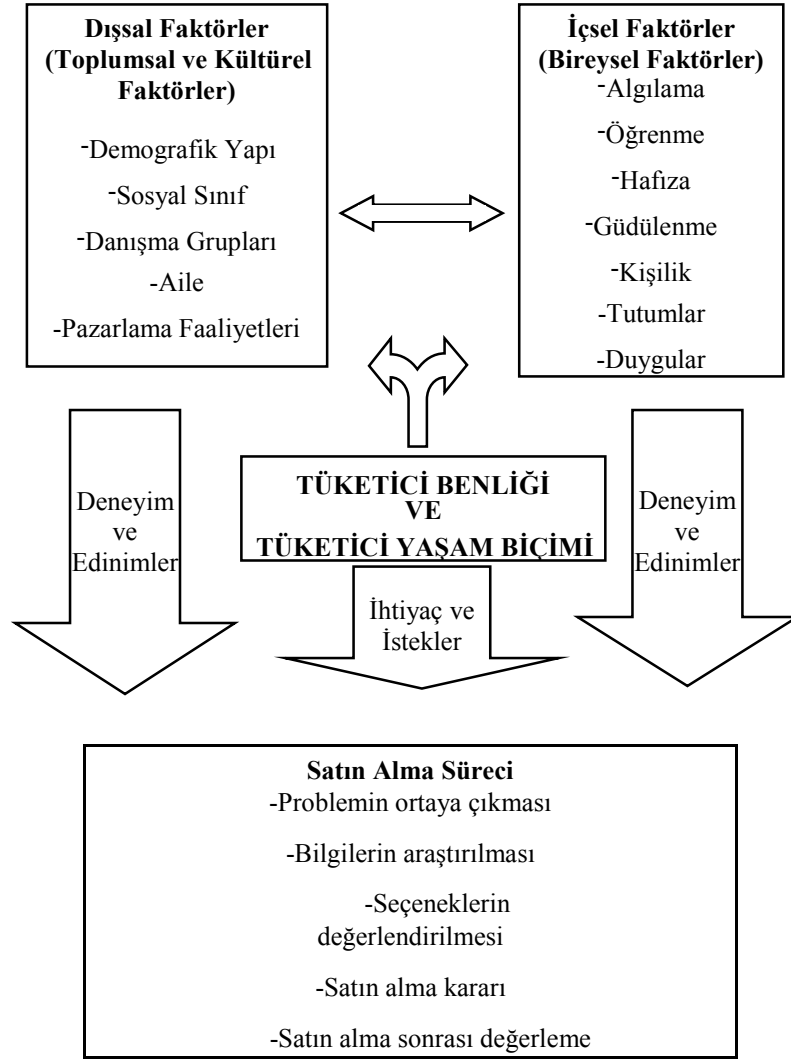 Dışsal Faktörler
(Toplumsal ve Kültürel
Faktörler)
-Demografik Yapı
-Sosyal Sınıf
-Danışma Grupları
-Aile
-Pazarlama Faaliyetleri
İçsel Faktörler
(Bireysel Faktörler)
-Algılama
-Öğrenme
-Hafıza
-Güdülenme
-Kişilik
-Tutumlar
-Duygular
Deneyim
ve
Edinimler
TÜKETİCİ BENLİĞİ
VE
TÜKETİCİ YAŞAM BİÇİMİ
İhtiyaç ve
İstekler
Deneyim
ve
Edinimler
Satın Alma Süreci
-Problemin ortaya çıkması
-Bilgilerin araştırılması
-Seçeneklerin
değerlendirilmesi
-Satın alma kararı
-Satın alma sonrası değerleme